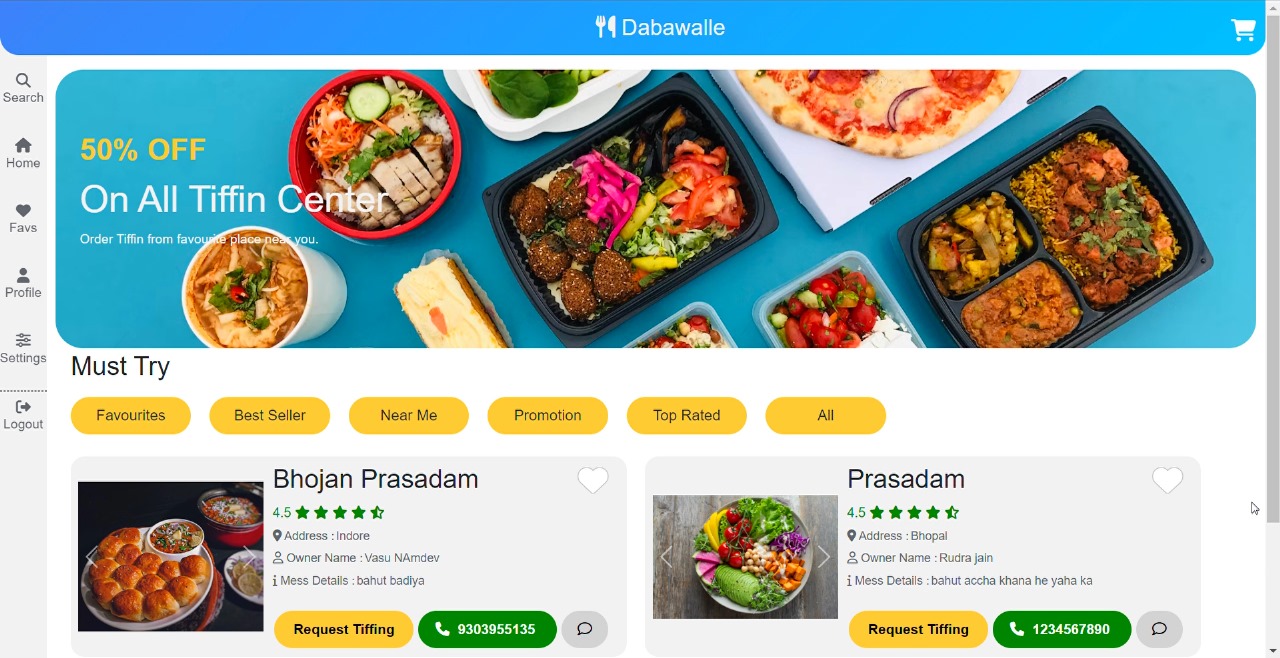 Dabawalle
Search
Home
Favs
Profile
Settings
Logout
50% OFF
On All Tiffin Center
Order Tiffin from favourite place near you.
Must Try
Favourites
Best Seller
Near Me
Promotion
Top Rated
All
Bhojan Prasadam
4.5
Address : Indore
Owner Name : Vasu NAmdev
Mess Details : bahut badiya
Request Tiffing
9303955135
Prasadam
4.5
Address : Bhopal
Owner Name : Rudra jain
Mess Details : bahut accha khana he yaha ka
Request Tiffing
1234567890